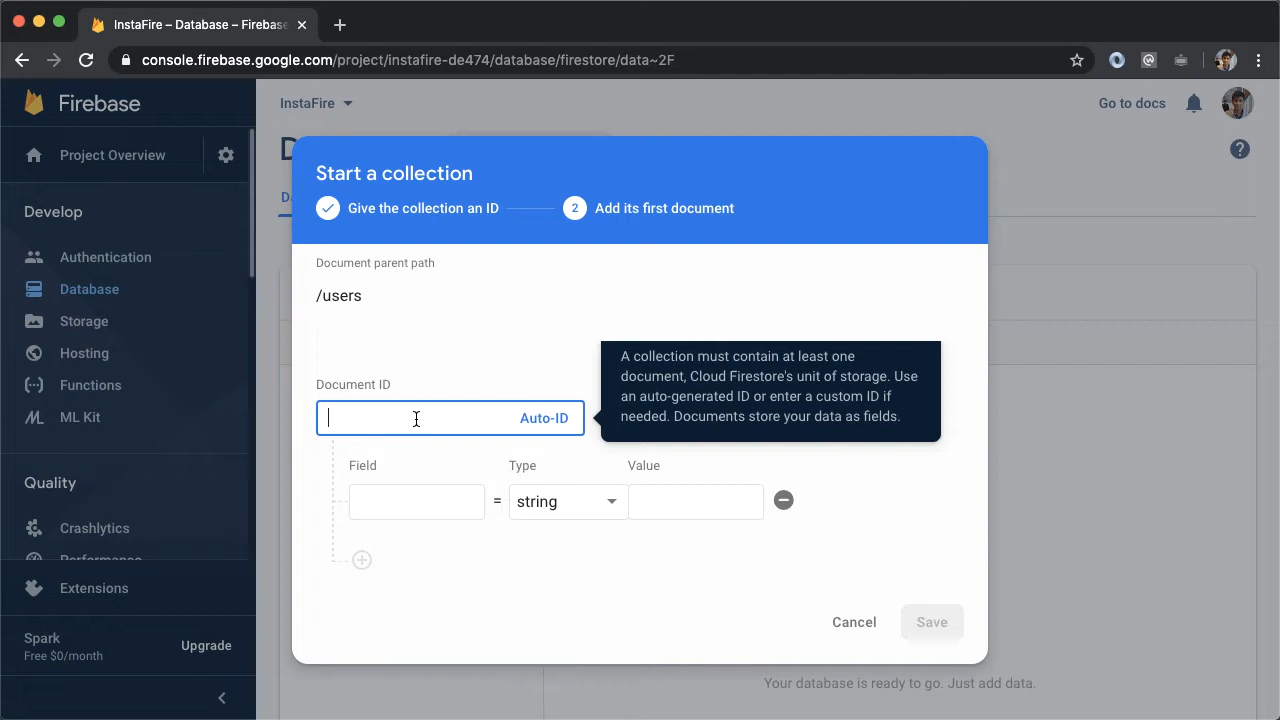 InstaFire – Database – Firebase
console.firebase.google.com/project/instafire-de474/database/firestore/data~2F
Firebase
InstaFire
Go to docs
Project Overview
Develop
Authentication
Database
Storage
Hosting
Functions
ML Kit
Quality
Crashlytics
Performance
Extensions
Spark
Free $0/month
Upgrade
Start a collection
Give the collection an ID
2
Add its first document
Document parent path
/users
Document ID
Auto-ID
A collection must contain at least one
document, Cloud Firestore's unit of storage. Use
an auto-generated ID or enter a custom ID if
needed. Documents store your data as fields.
Field
Type
Value
=
string
Cancel
Save
Your database is ready to go. Just add data.